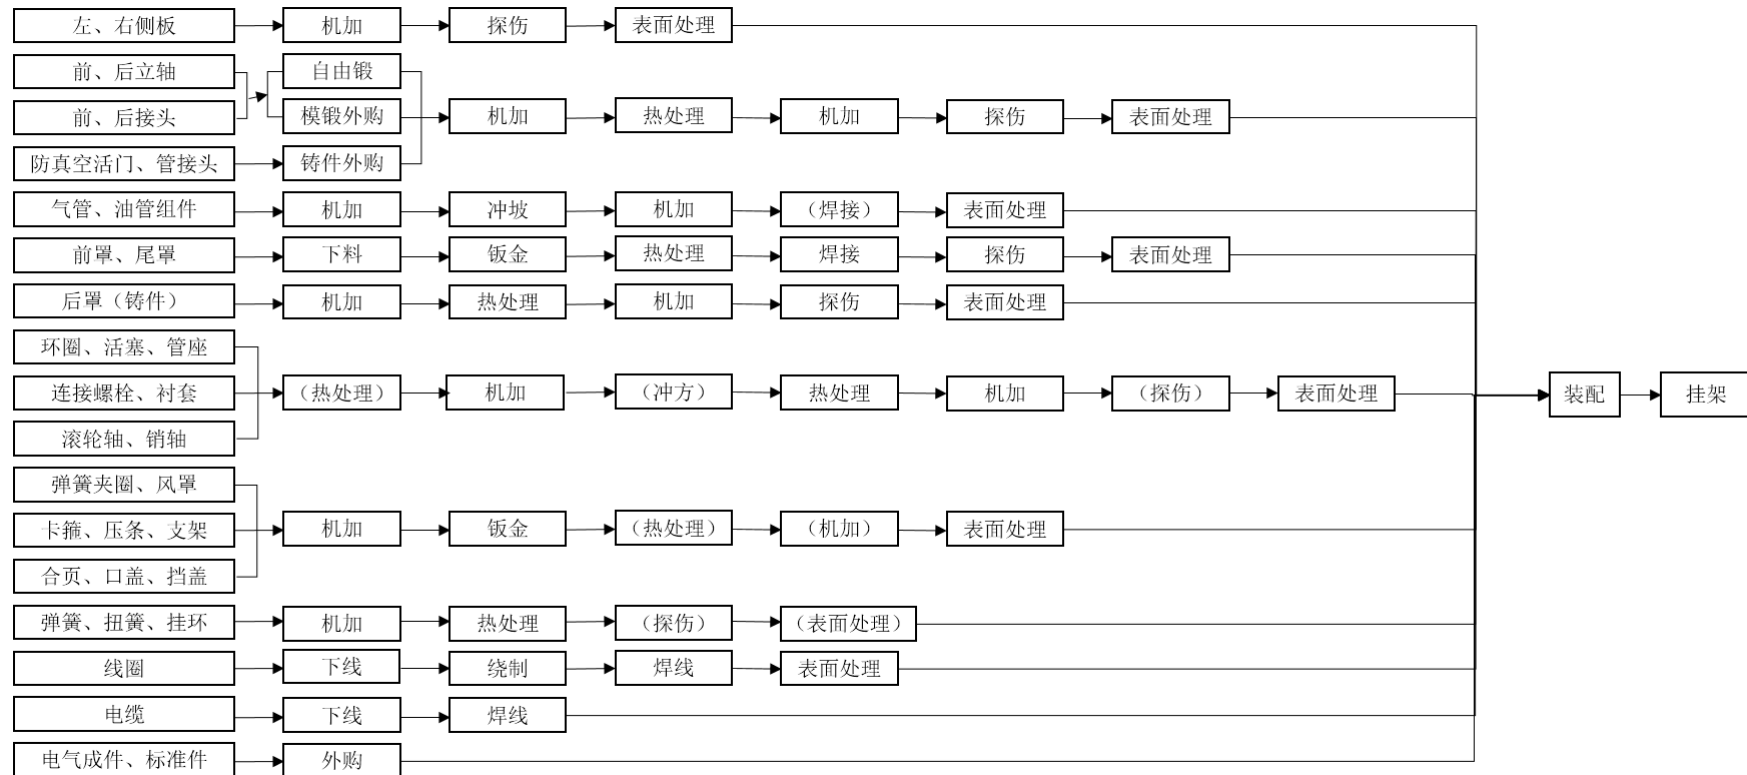 左、右侧板 机加 探伤 表面处理
前、后立轴 自由锻
前、后接头 模锻外购 机加 热处理 机加 探伤 表面处理
防真空活门、管接头 铸件外购
气管、油管组件 机加 冲坡 机加 （焊接） 表面处理
前罩、尾罩 下料 钣金 热处理 焊接 探伤 表面处理
后罩（铸件） 机加 热处理 机加 探伤 表面处理
环圈、活塞、管座
连接螺栓、衬套 （热处理） 机加 （冲方） 热处理 机加 （探伤） 表面处理 装配 挂架
滚轮轴、销轴
弹簧夹圈、风罩
卡箍、压条、支架 机加 钣金 （热处理） （机加） 表面处理
合页、口盖、挡盖
弹簧、扭簧、挂环 机加 热处理 （探伤） （表面处理）
线圈 下线 绕制 焊线 表面处理
电缆 下线 焊线
电气成件、标准件 外购